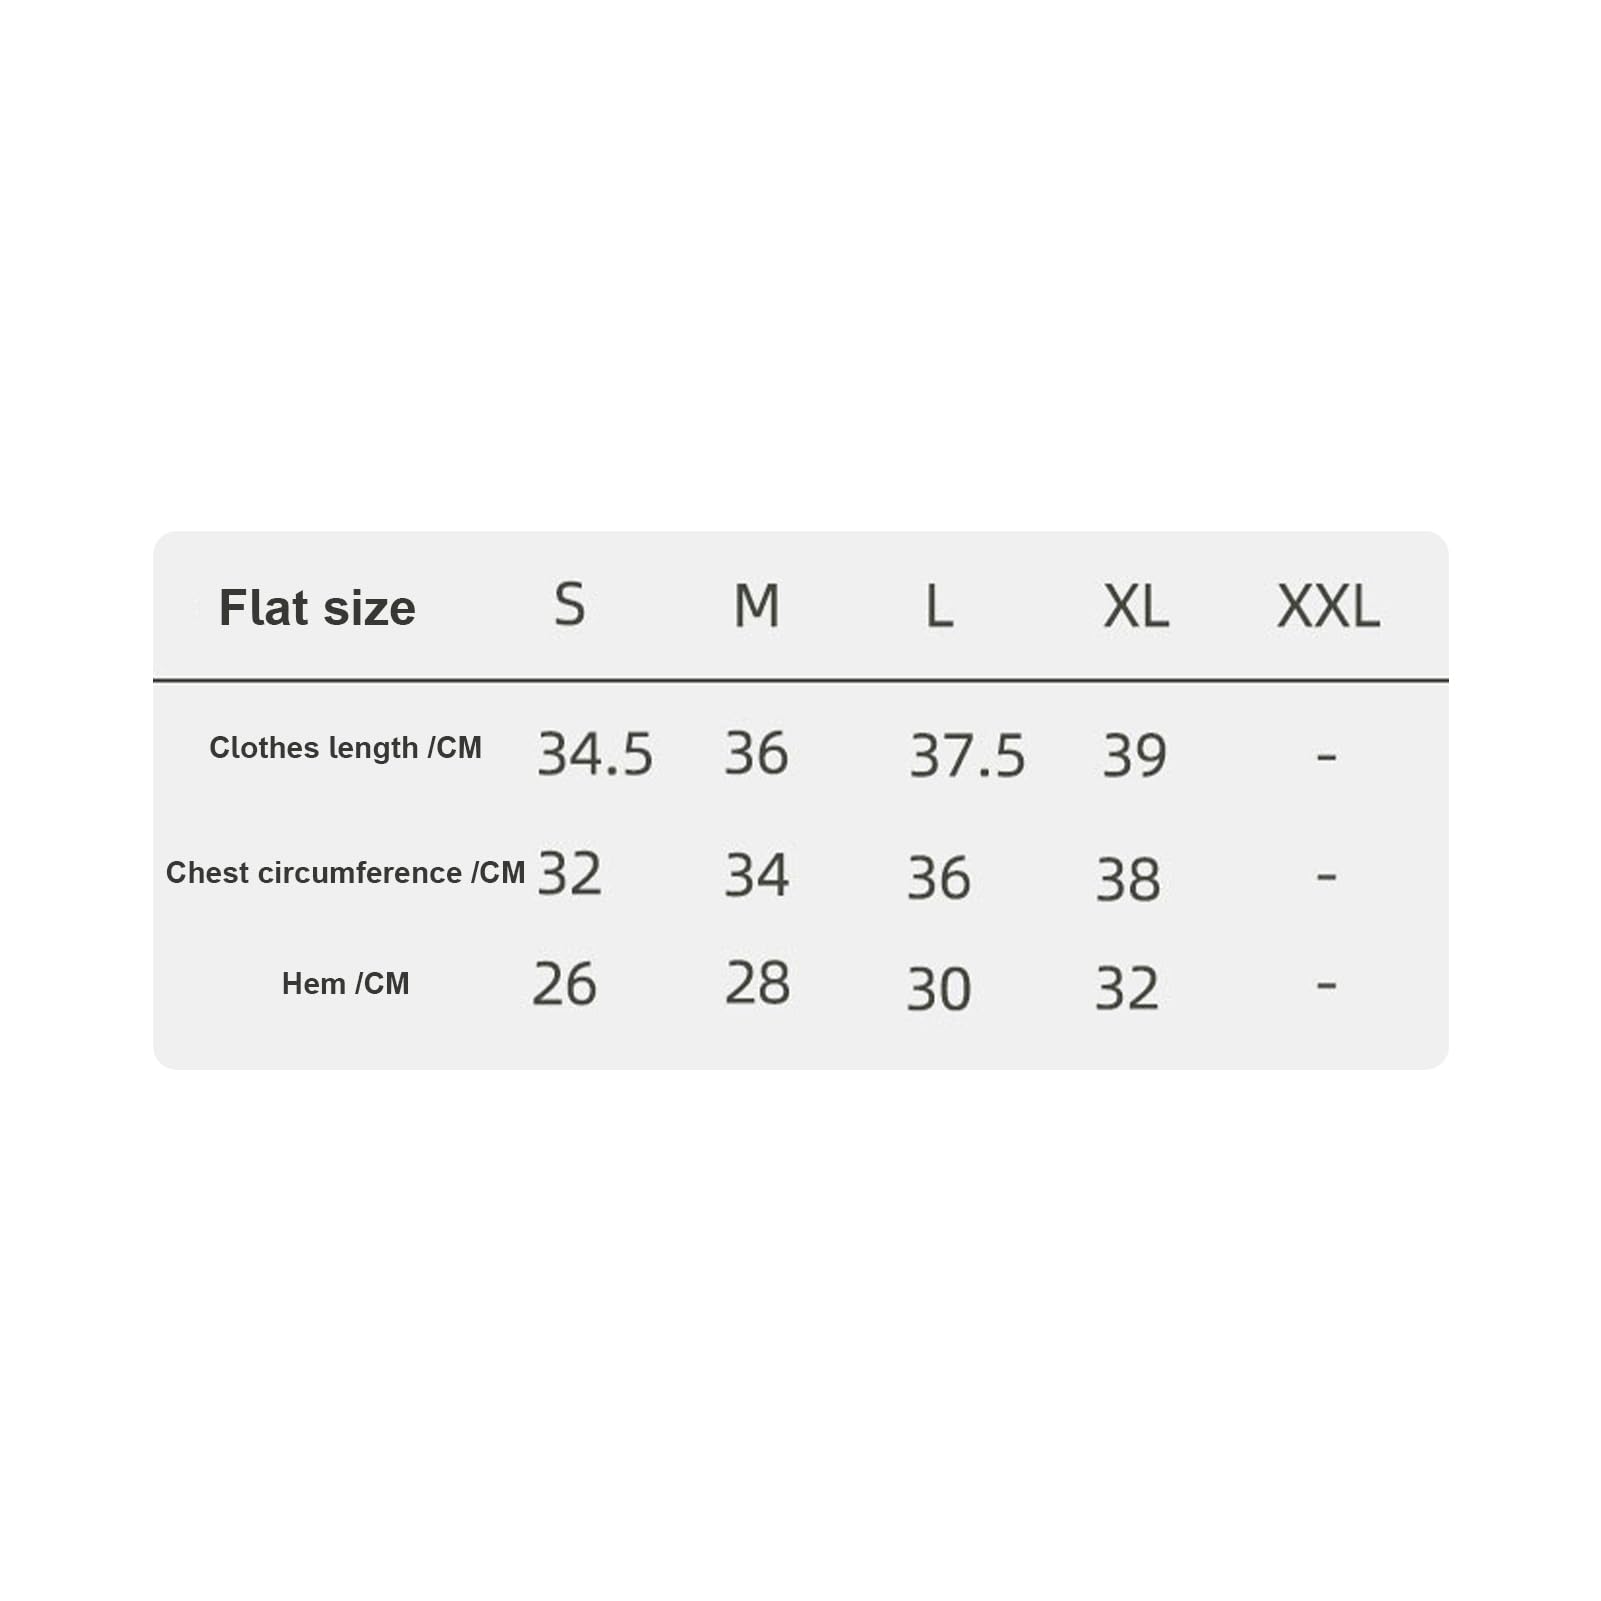 Flat size S M L XL XXL
Clothes length /CM 34.5 36 37.5 39 -
Chest circumference /CM 32 34 36 38 -
Hem /CM 26 28 30 32 -